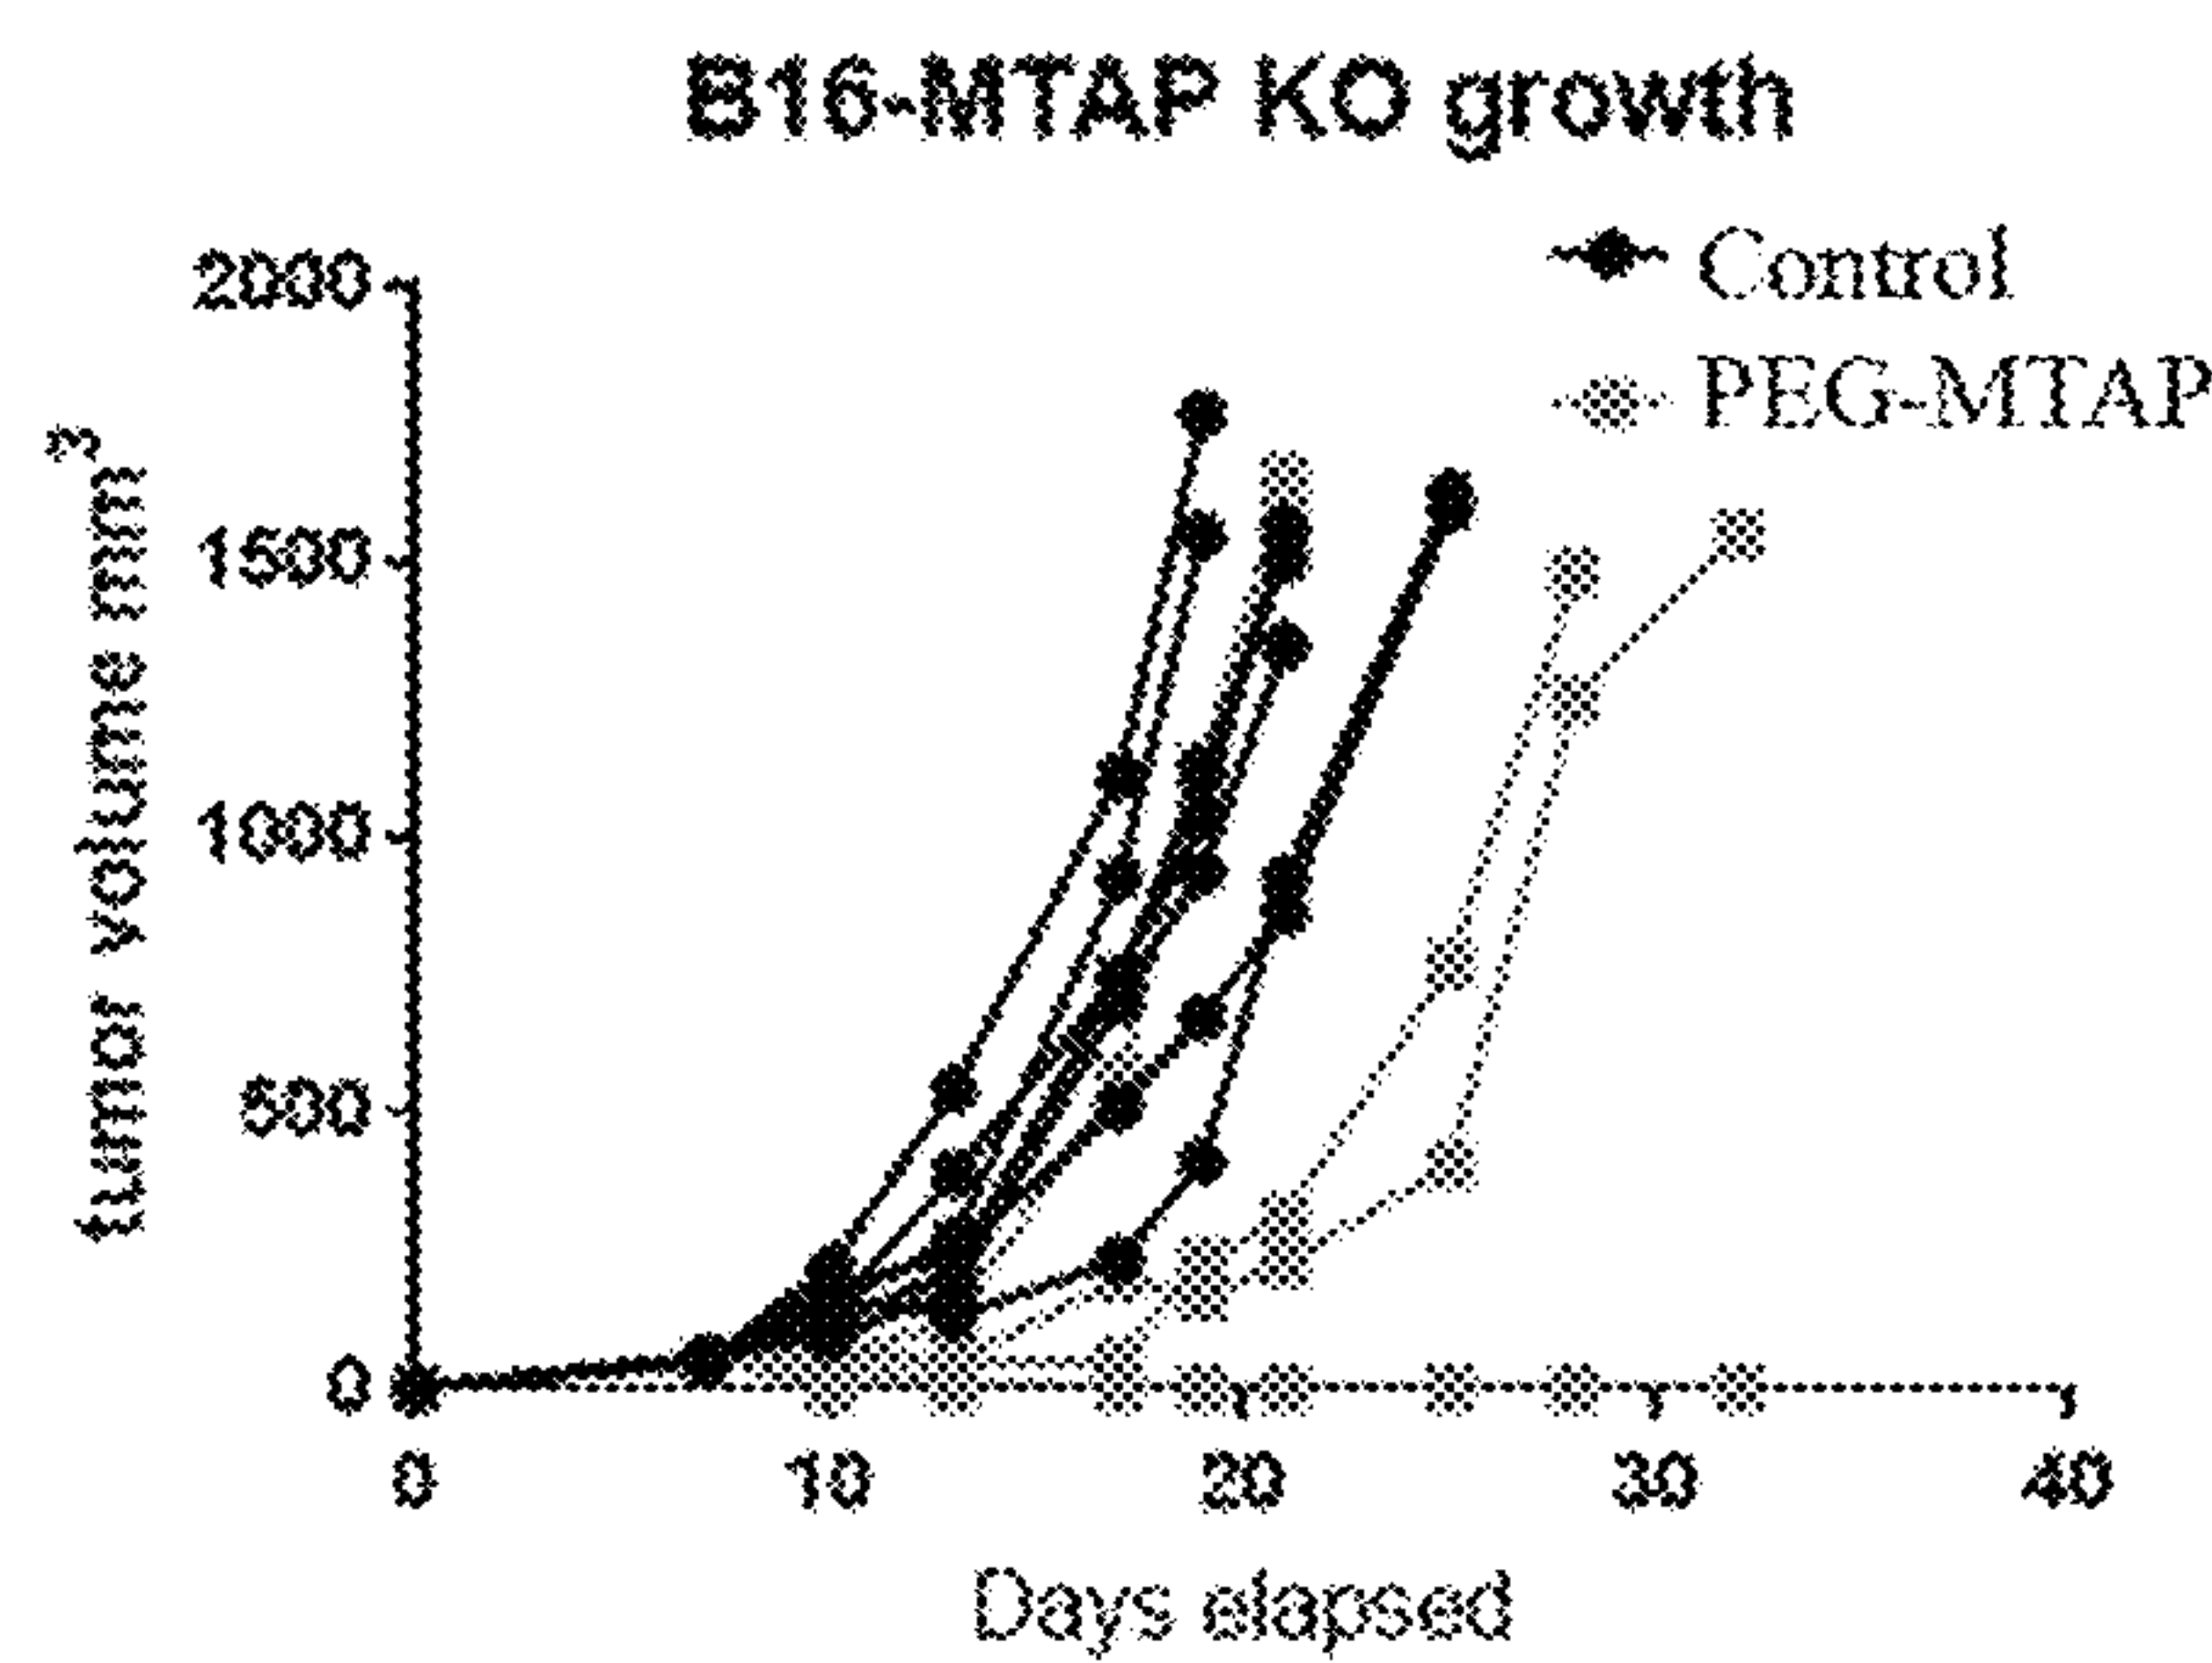 B16-MTAP KO growth
Control
PEG-MTAP
tumor volume mm³
2000
1500
1000
500
0
0 10 20 30 40
Days elapsed